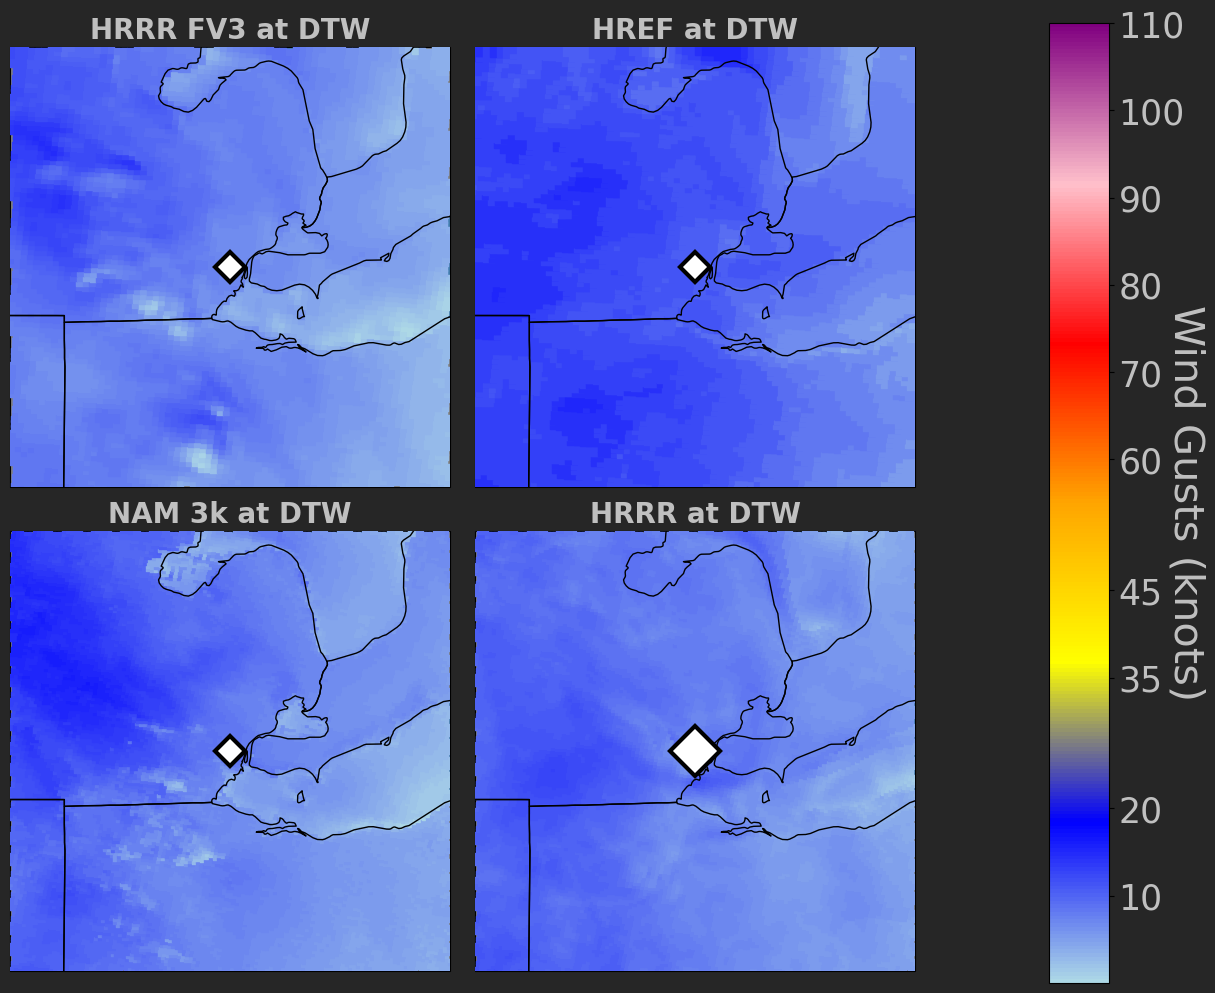 HRRR FV3 at DTW
HREF at DTW
NAM 3k at DTW
HRRR at DTW
110
100
90
80
70
60
45
35
20
10
Wind Gusts (knots)